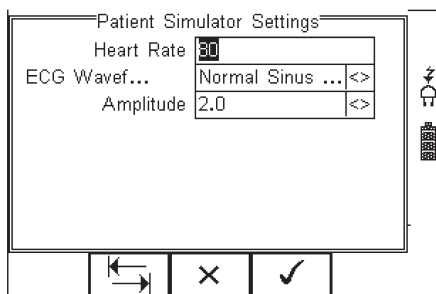 Patient Simulator Settings
Heart Rate 80
ECG Wavef... Normal Sinus ... <>
Amplitude 2.0 <>